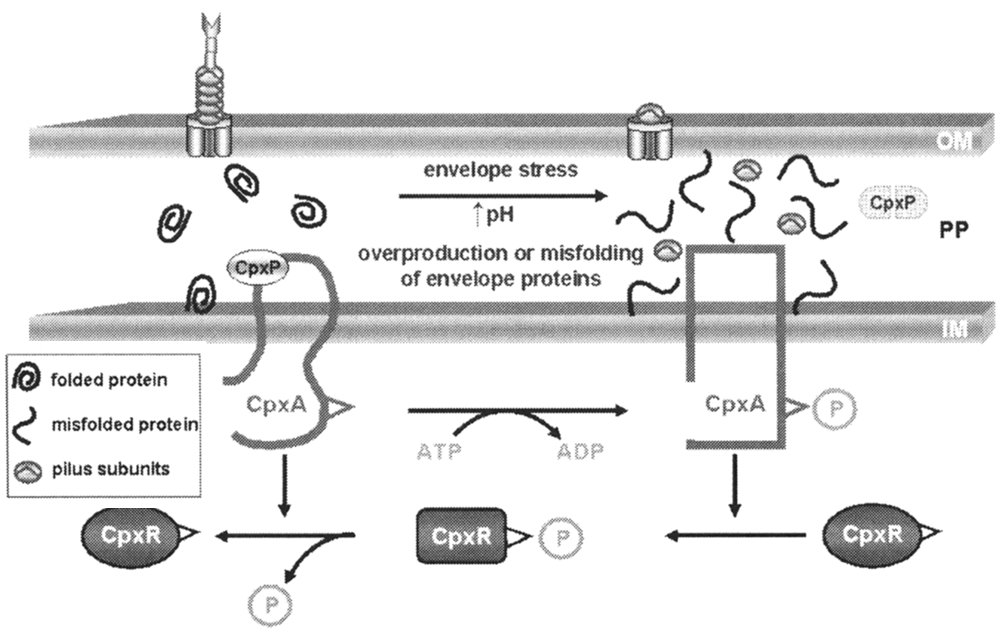 OM
envelope stress
↑pH
CpxP
PP
overproduction or misfolding
of envelope proteins
CpxP
IM
folded protein
misfolded protein
pilus subunits
CpxA
ATP
ADP
CpxA
P
CpxR
CpxR
P
CpxR
P